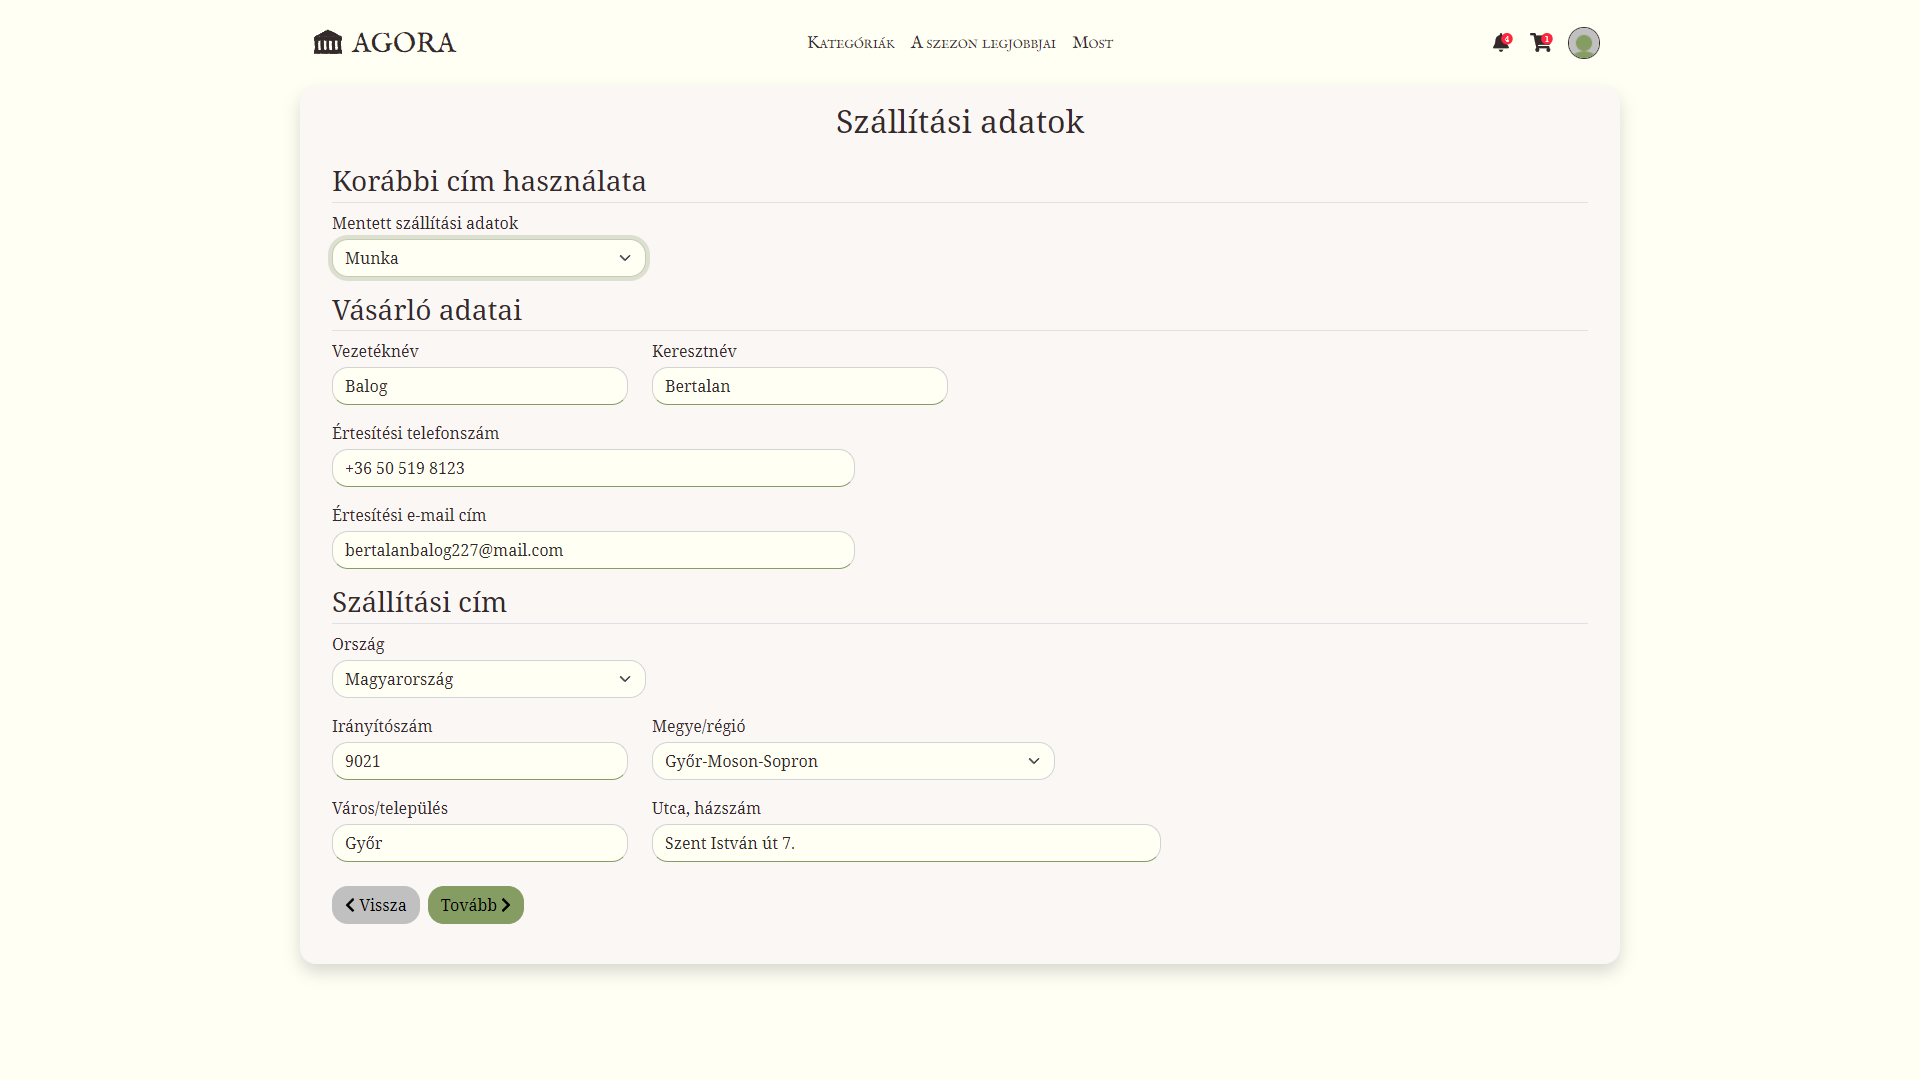 AGORA
Kategóriák A szezon legjobbjai Most
4 1
Szállítási adatok
Korábbi cím használata
Mentett szállítási adatok
Munka
Vásárló adatai
Vezetéknév Keresztnév
Balog Bertalan
Értesítési telefonszám
+36 50 519 8123
Értesítési e-mail cím
bertalanbalog227@mail.com
Szállítási cím
Ország
Magyarország
Irányítószám Megye/régió
9021 Győr-Moson-Sopron
Város/település Utca, házszám
Győr Szent István út 7.
Vissza Tovább